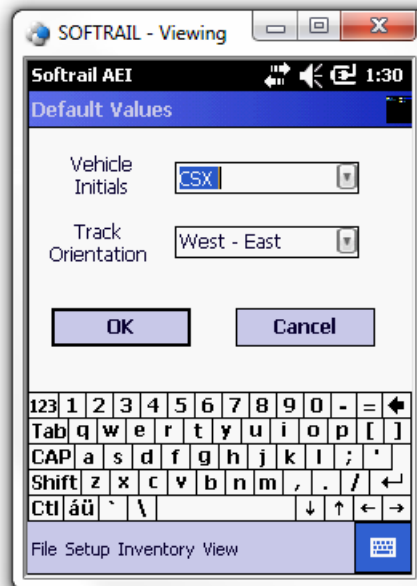 SOFTRAIL - Viewing
Softrail AEI 1:30
Default Values
Vehicle
Initials
CSX
Track
Orientation
West - East
OK Cancel
123 1 2 3 4 5 6 7 8 9 0 - =
Tab q w e r t y u i o p [ ]
CAP a s d f g h j k l ; '
Shift z x c v b n m , . /
Ctl áü ` \
File Setup Inventory View